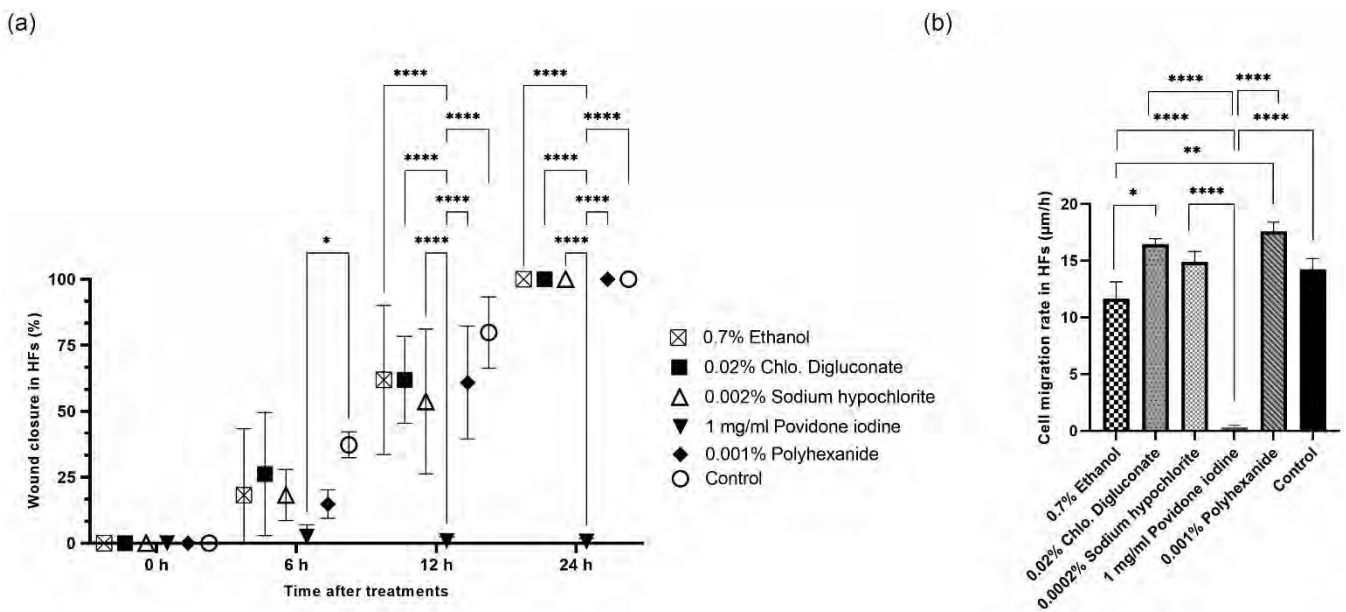 (a)
(b)
****
****
****
****
****
****
****
****
****
****
*
****
****
****
****
**
*
****
Wound closure in HFs (%)
100
75
50
25
0
0 h
6 h
12 h
24 h
Time after treatments
0.7% Ethanol
0.02% Chlo. Digluconate
0.002% Sodium hypochlorite
1 mg/ml Povidone iodine
0.001% Polyhexanide
Control
Cell migration rate in HFs (µm/h)
20
15
10
5
0
0.7% Ethanol
0.02% Chlo. Digluconate
0.0002% Sodium hypochlorite
1 mg/ml Povidone iodine
0.001% Polyhexanide
Control